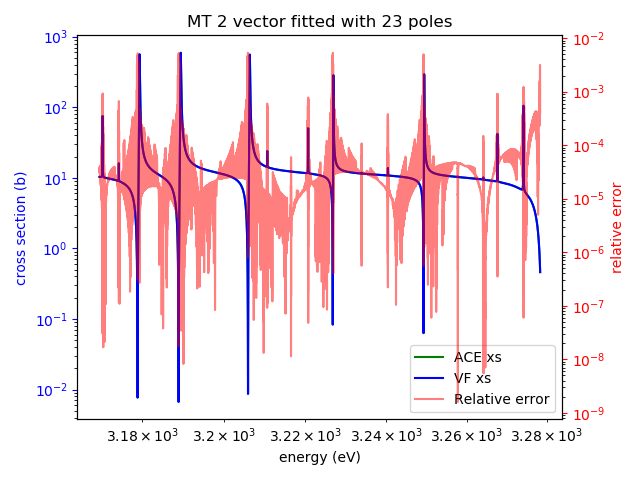 MT 2 vector fitted with 23 poles
10³
10²
10¹
10⁰
10⁻¹
10⁻²
cross section (b)
10⁻²
10⁻³
10⁻⁴
10⁻⁵
10⁻⁶
10⁻⁷
10⁻⁸
10⁻⁹
relative error
ACE xs
VF xs
Relative error
3.18 × 10³ 3.2 × 10³ 3.22 × 10³ 3.24 × 10³ 3.26 × 10³ 3.28 × 10³
energy (eV)